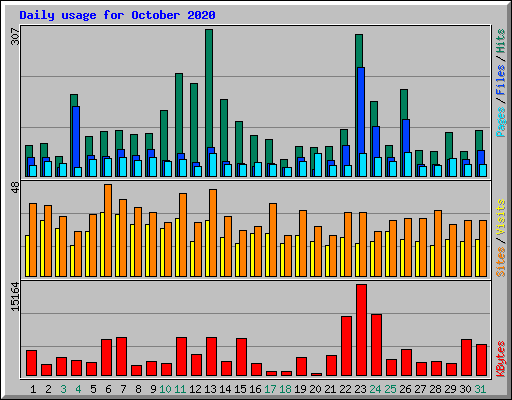 Daily usage for October 2020
307
Pages / Files / Hits
48
Sites / Visits
15164
KBytes
1 2 3 4 5 6 7 8 9 10 11 12 13 14 15 16 17 18 19 20 21 22 23 24 25 26 27 28 29 30 31